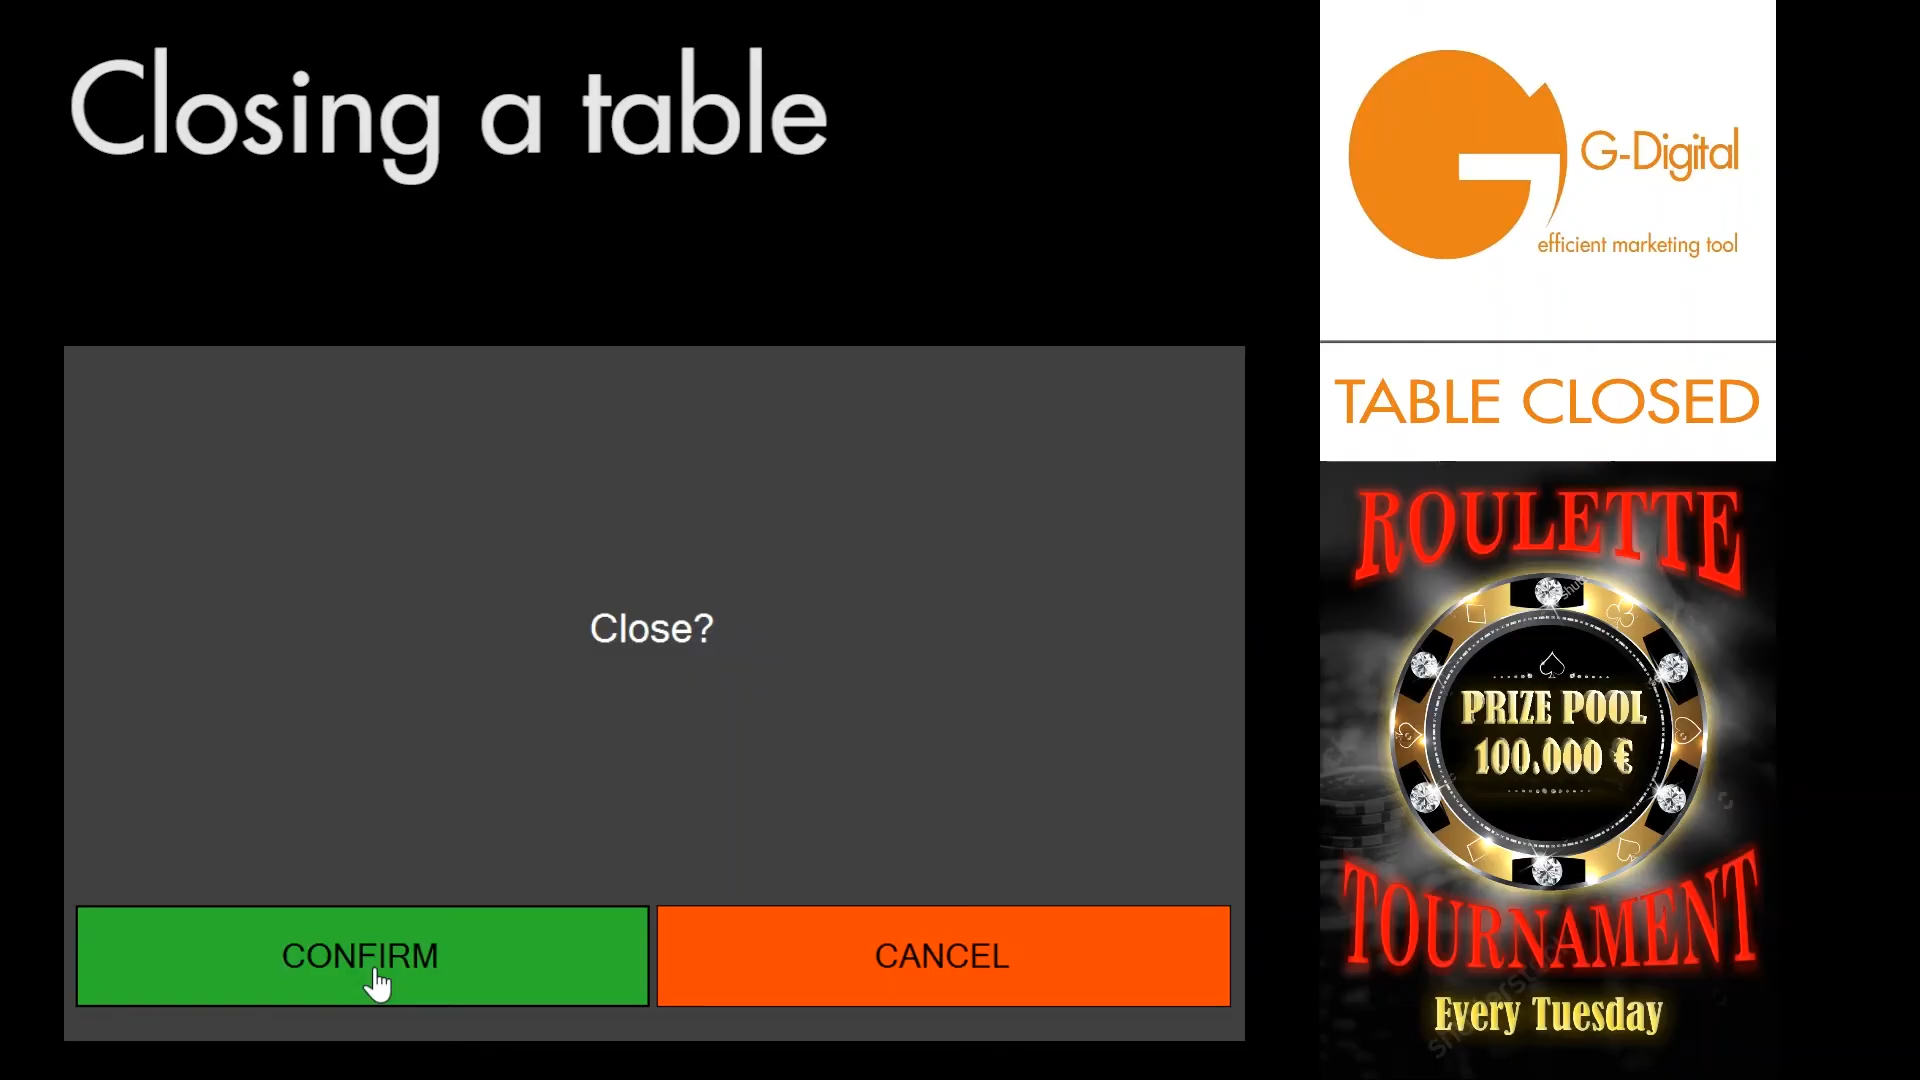 Closing a table
G-Digital
efficient marketing tool
TABLE CLOSED
ROULETTE
PRIZE POOL
100.000 €
TOURNAMENT
Every Tuesday
Close?
CONFIRM
CANCEL